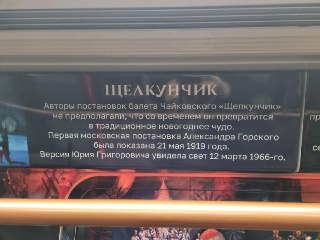 ЩЕЛКУНЧИК
Авторы постановок балета Чайковского «Щелкунчик»
не предполагали, что со временем он превратится
в традиционное новогоднее чудо.
Первая московская постановка Александра Горского
была показана 21 мая 1919 года.
Версия Юрия Григоровича увидела свет 12 марта 1966-го.